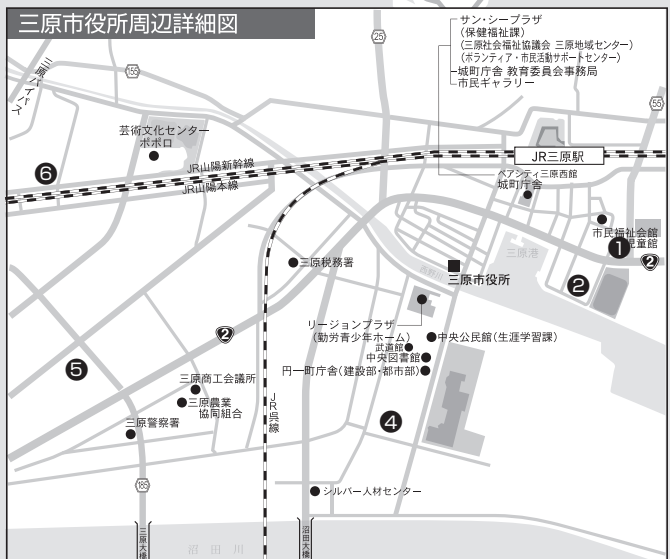 三原市役所周辺詳細図
サン・シープラザ
(保健福祉課)
(三原社会福祉協議会 三原地域センター)
(ボランティア・市民活動サポートセンター)
城町庁舎 教育委員会事務局
市民ギャラリー
25
55
155
三原バイパス
芸術文化センター
ポポロ
JR三原駅
JR山陽新幹線
JR山陽本線
ペアシティ三原西館
城町庁舎
6
市民福祉会館
児童館
1
2
三原港
三原税務署
西野川
三原市役所
2
リージョンプラザ
(勤労青少年ホーム)
中央公民館(生涯学習課)
武道館
中央図書館
円一町庁舎(建設部・都市部)
2
5
三原商工会議所
三原農業
協同組合
JR呉線
4
三原警察署
185
シルバー人材センター
三原大橋
沼田川
沼田大橋